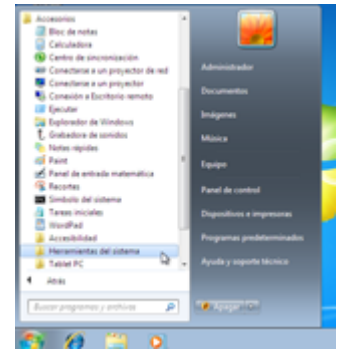 Accesorios
Bloc de notas
Calculadora
Centro de sincronización
Conectarse a un proyector de red
Conectarse a un proyector
Conexión a Escritorio remoto
Ejecutar
Explorador de Windows
Grabadora de sonidos
Notas rápidas
Paint
Panel de entrada matemática
Recortes
Símbolo del sistema
Tareas iniciales
WordPad
Accesibilidad
Herramientas del sistema
Tablet PC
Atrás
Buscar programas y archivos
Administrador
Documentos
Imágenes
Música
Equipo
Panel de control
Dispositivos e impresoras
Programas predeterminados
Ayuda y soporte técnico
Apagar